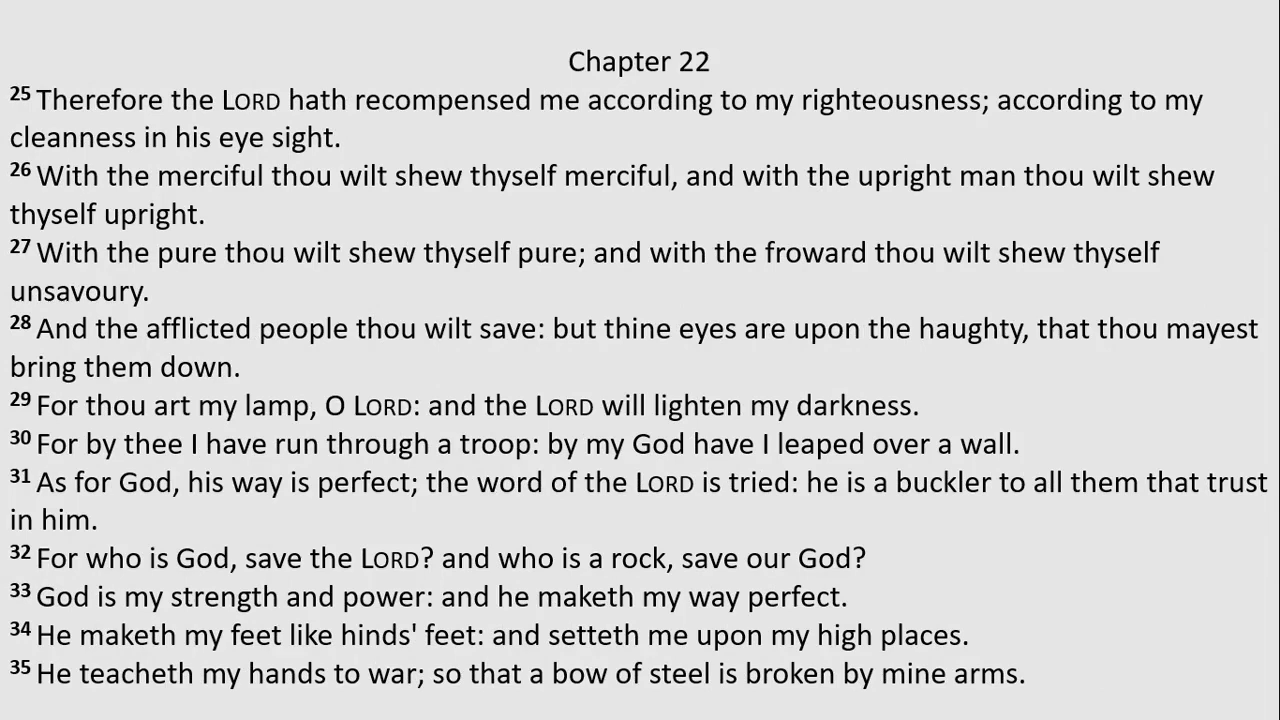 Chapter 22
25 Therefore the LORD hath recompensed me according to my righteousness; according to my
cleanness in his eye sight.
26 With the merciful thou wilt shew thyself merciful, and with the upright man thou wilt shew
thyself upright.
27 With the pure thou wilt shew thyself pure; and with the froward thou wilt shew thyself
unsavoury.
28 And the afflicted people thou wilt save: but thine eyes are upon the haughty, that thou mayest
bring them down.
29 For thou art my lamp, O LORD: and the LORD will lighten my darkness.
30 For by thee I have run through a troop: by my God have I leaped over a wall.
31 As for God, his way is perfect; the word of the LORD is tried: he is a buckler to all them that trust
in him.
32 For who is God, save the LORD? and who is a rock, save our God?
33 God is my strength and power: and he maketh my way perfect.
34 He maketh my feet like hinds' feet: and setteth me upon my high places.
35 He teacheth my hands to war; so that a bow of steel is broken by mine arms.